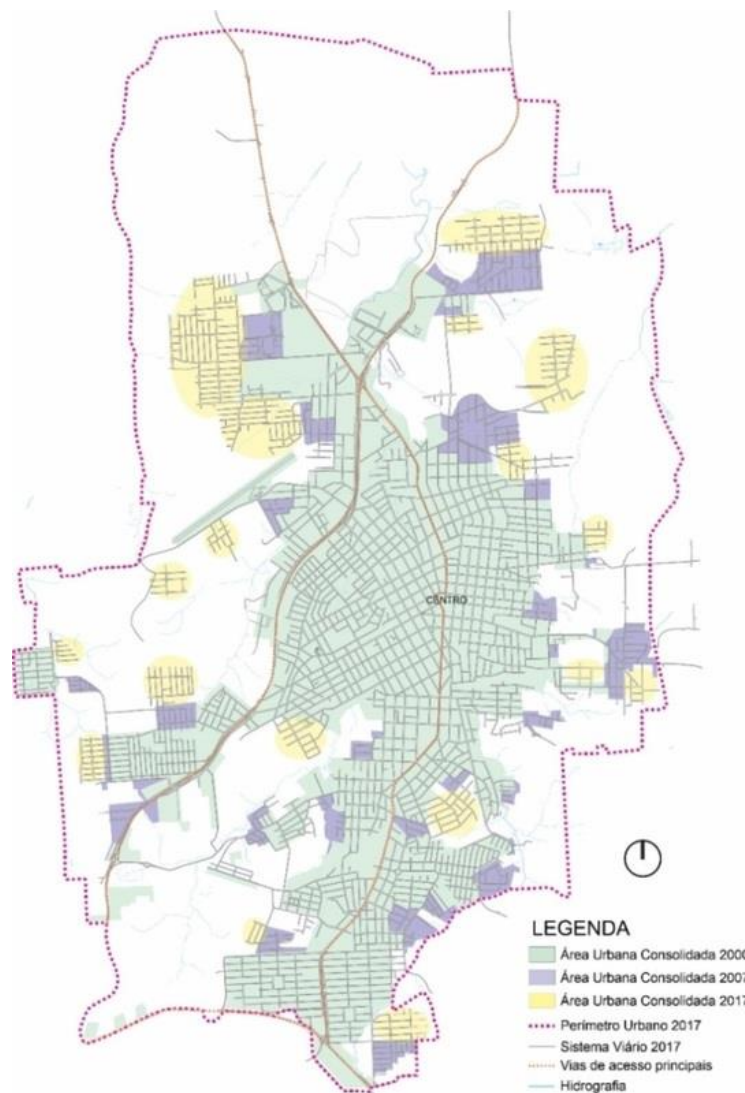 CENTRO
LEGENDA
Área Urbana Consolidada 2000
Área Urbana Consolidada 2007
Área Urbana Consolidada 2017
Perímetro Urbano 2017
Sistema Viário 2017
Vias de acesso principais
Hidrografia